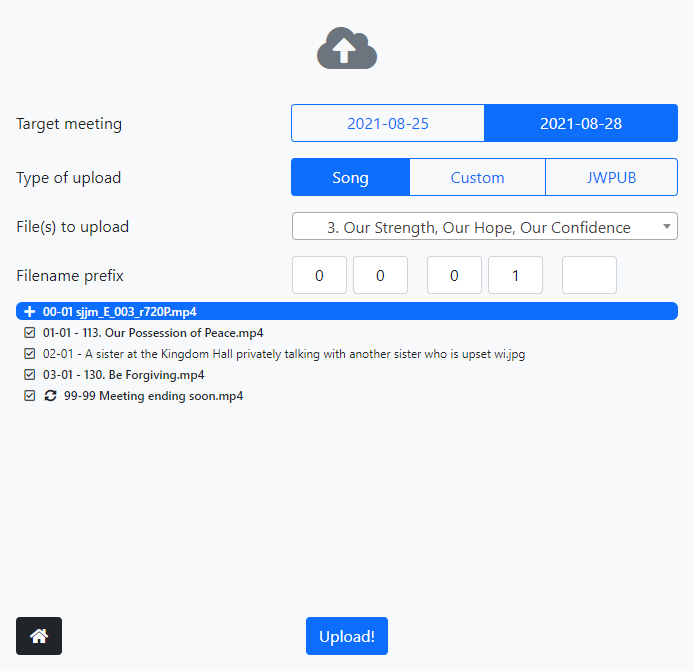 Target meeting 2021-08-25 2021-08-28
Type of upload Song Custom JWPUB
File(s) to upload 3. Our Strength, Our Hope, Our Confidence
Filename prefix 0 0 0 1
00-01 sjjm_E_003_r720P.mp4
01-01 - 113. Our Possession of Peace.mp4
02-01 - A sister at the Kingdom Hall privately talking with another sister who is upset wi.jpg
03-01 - 130. Be Forgiving.mp4
99-99 Meeting ending soon.mp4
Upload!